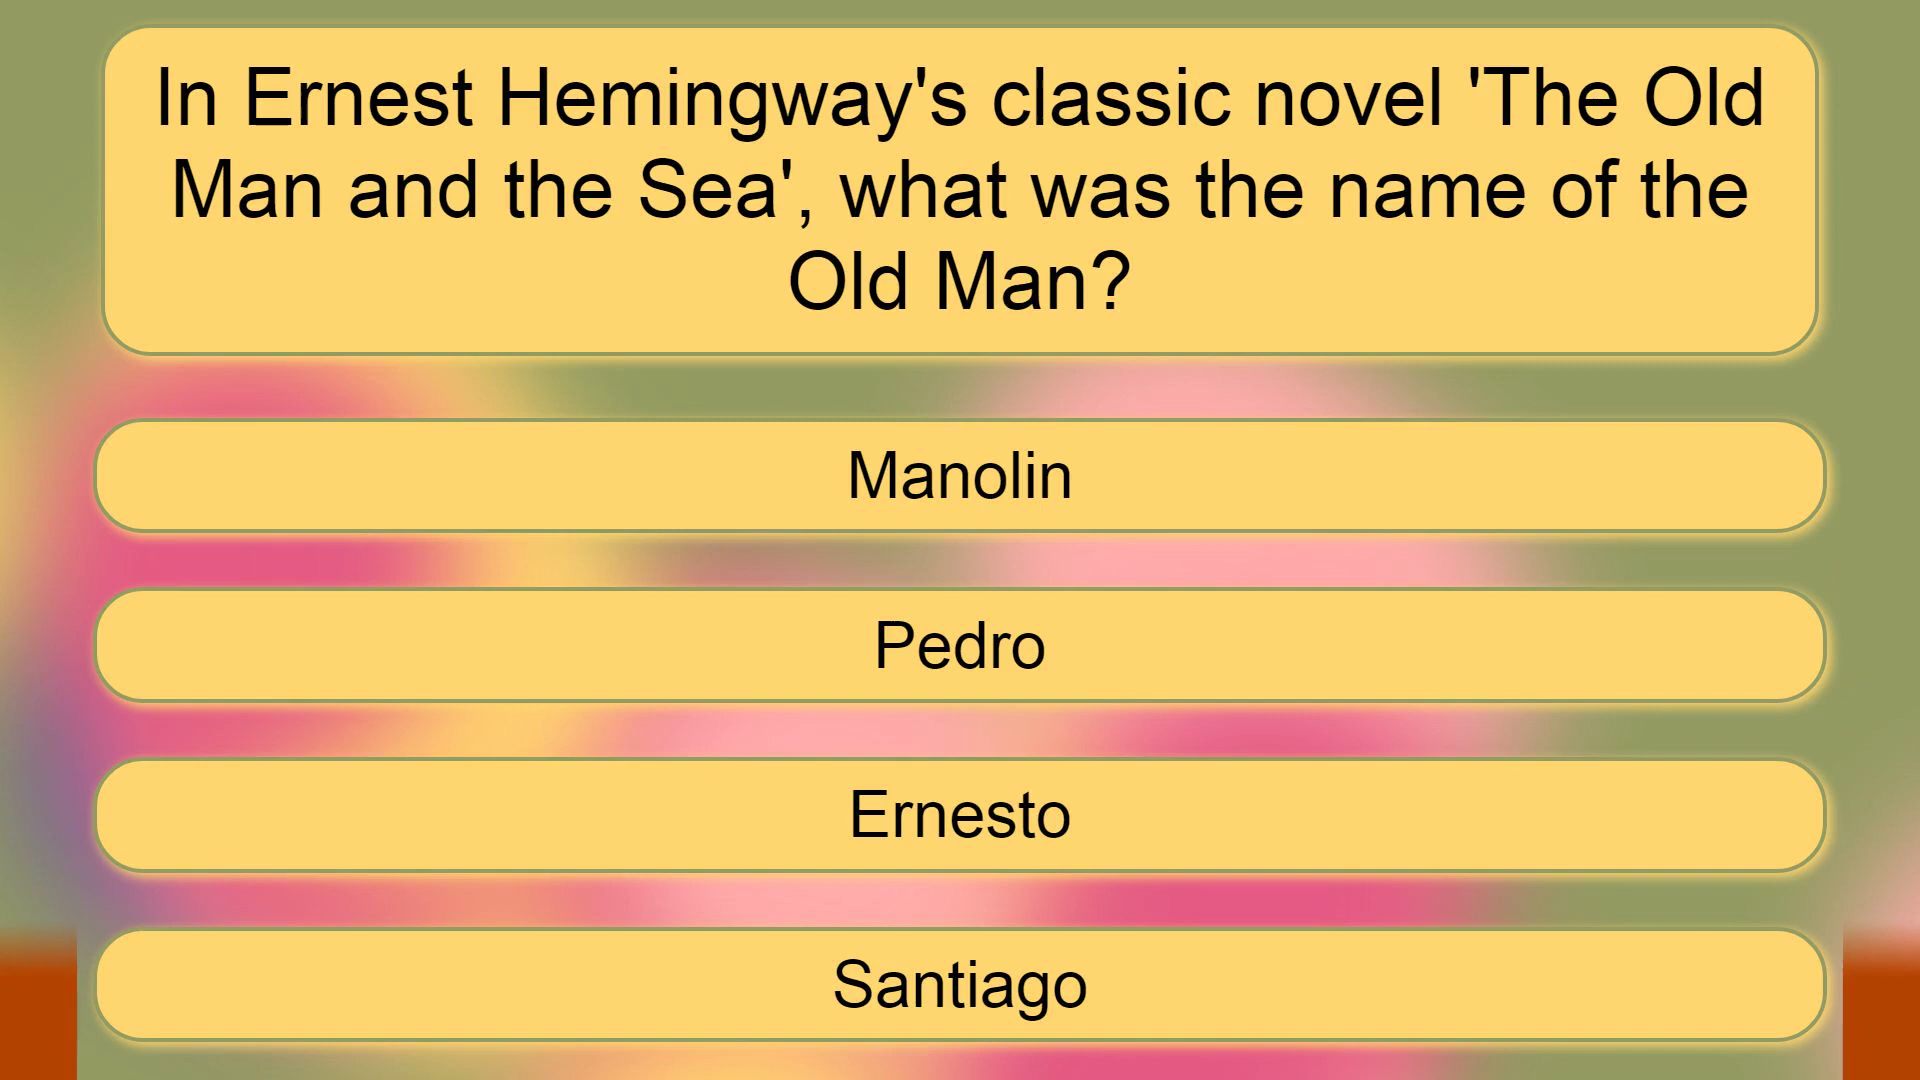 In Ernest Hemingway's classic novel 'The Old
Man and the Sea', what was the name of the
Old Man?
Manolin
Pedro
Ernesto
Santiago